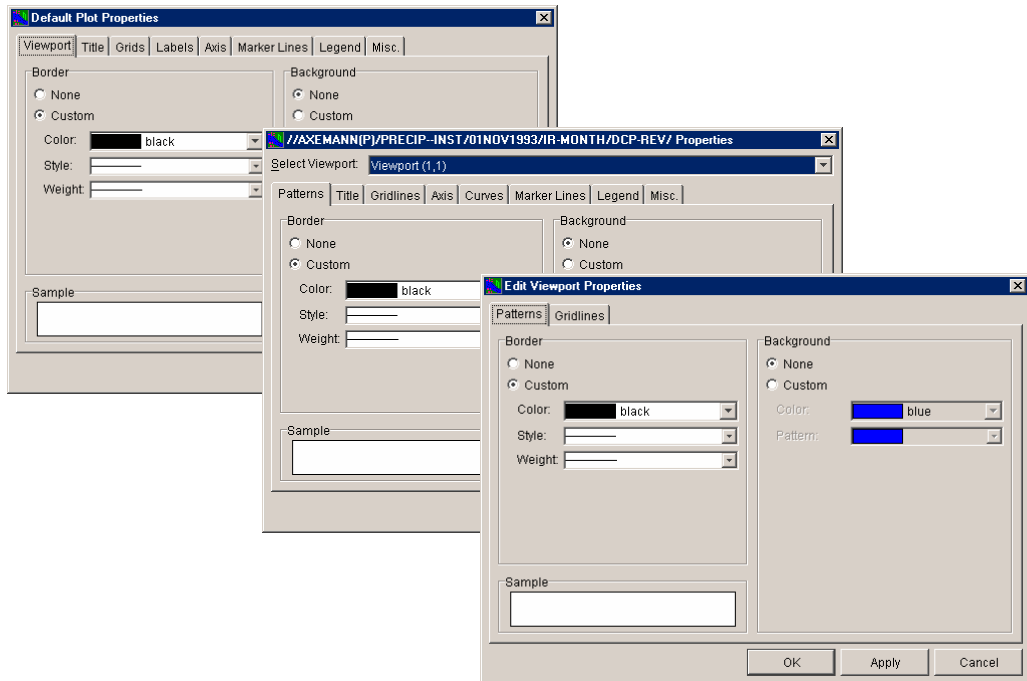 Default Plot Properties
Viewport Title Grids Labels Axis Marker Lines Legend Misc.
Border
None
Custom
Color: black
Style:
Weight:
Sample
Background
None
Custom
//AXEMANN(P)/PRECIP--INST/01NOV1993/IR-MONTH/DCP-REV/ Properties
Select Viewport: Viewport (1,1)
Patterns Title Gridlines Axis Curves Marker Lines Legend Misc.
Border
None
Custom
Color: black
Style:
Weight:
Sample
Background
None
Custom
Edit Viewport Properties
Patterns Gridlines
Border
None
Custom
Color: black
Style:
Weight:
Sample
Background
None
Custom
Color: blue
Pattern:
OK Apply Cancel